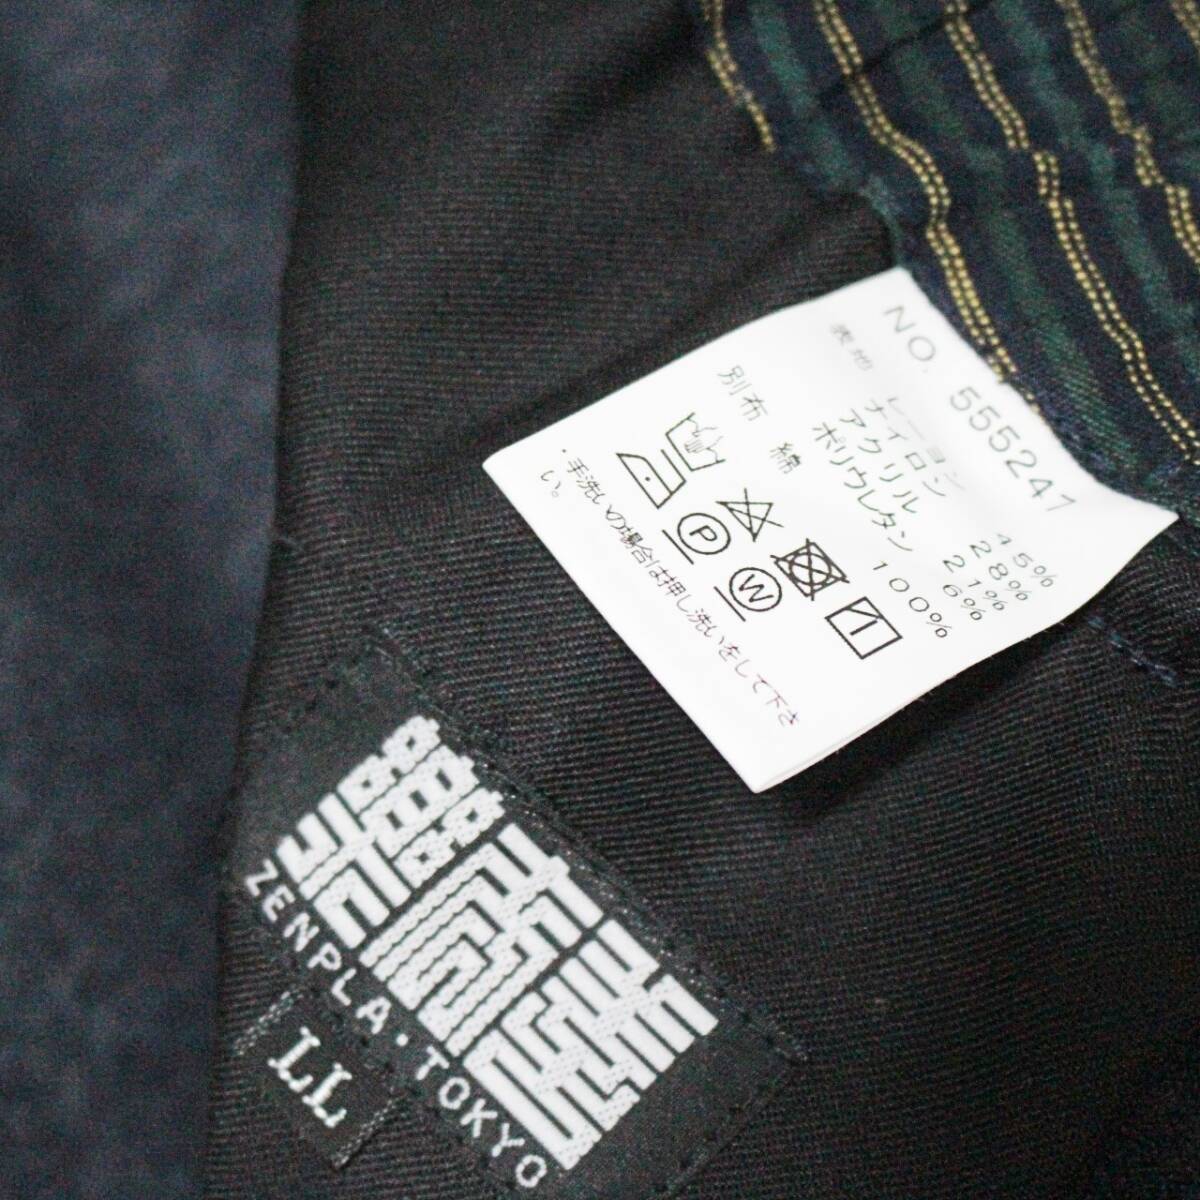 NO. 555241
表地 レーヨン 45%
ナイロン 28%
アクリル 21%
ポリウレタン 6%
別布 綿 100%
P
W
・手洗いの場合は押し洗いをして下さ
い。
ZENPLA・TOKYO
LL